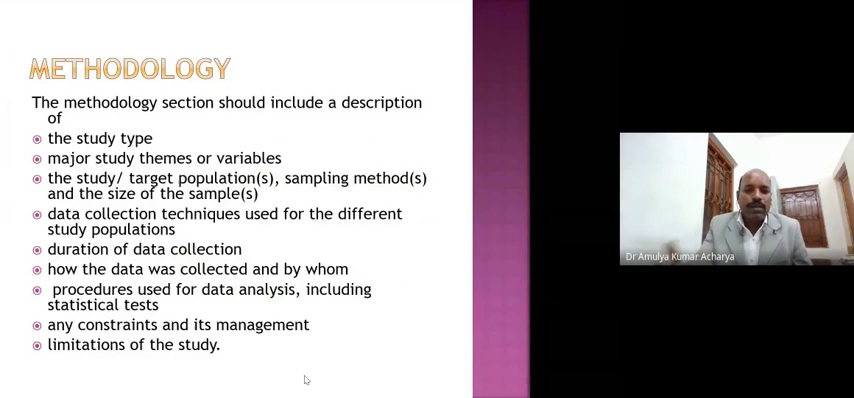 METHODOLOGY
The methodology section should include a description
of
the study type
major study themes or variables
the study/ target population(s), sampling method(s)
and the size of the sample(s)
data collection techniques used for the different
study populations
duration of data collection
how the data was collected and by whom
procedures used for data analysis, including
statistical tests
any constraints and its management
limitations of the study.
Dr Amulya Kumar Acharya